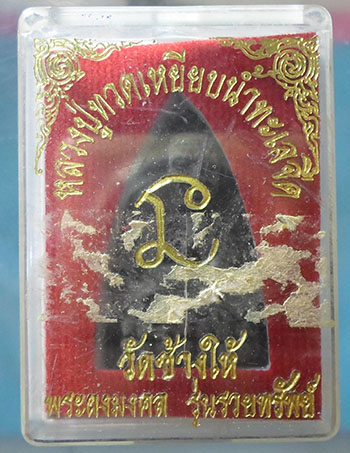 หลวงปู่ทวดเหยียบน้ำทะเลจืด
วัดช้างให้
พระผงมงคล รุ่นรวยทรัพย์